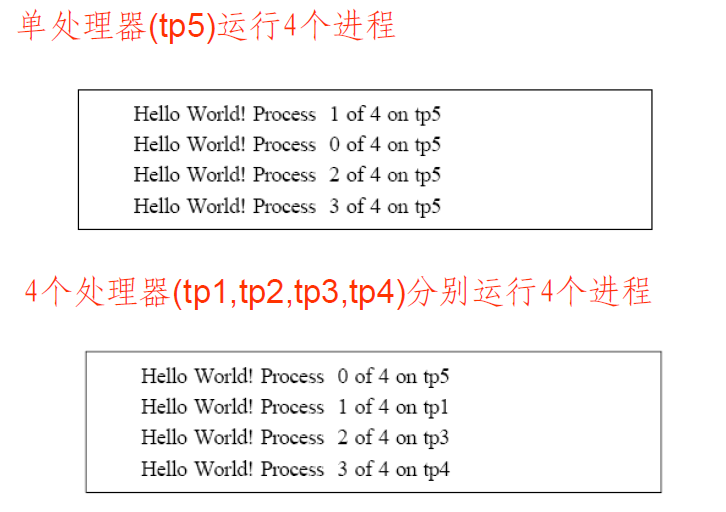 单处理器(tp5)运行4个进程
Hello World! Process 1 of 4 on tp5
Hello World! Process 0 of 4 on tp5
Hello World! Process 2 of 4 on tp5
Hello World! Process 3 of 4 on tp5
4个处理器(tp1,tp2,tp3,tp4)分别运行4个进程
Hello World! Process 0 of 4 on tp5
Hello World! Process 1 of 4 on tp1
Hello World! Process 2 of 4 on tp3
Hello World! Process 3 of 4 on tp4